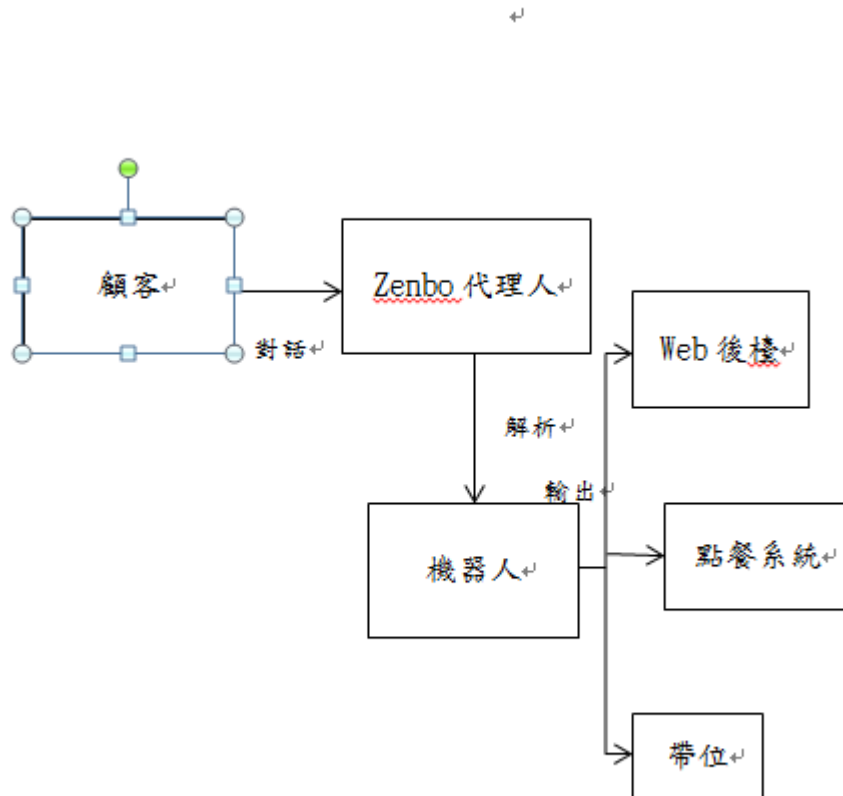 顧客
Zenbo 代理人
對話
Web 後檯
解析
輸出
機器人
點餐系統
帶位